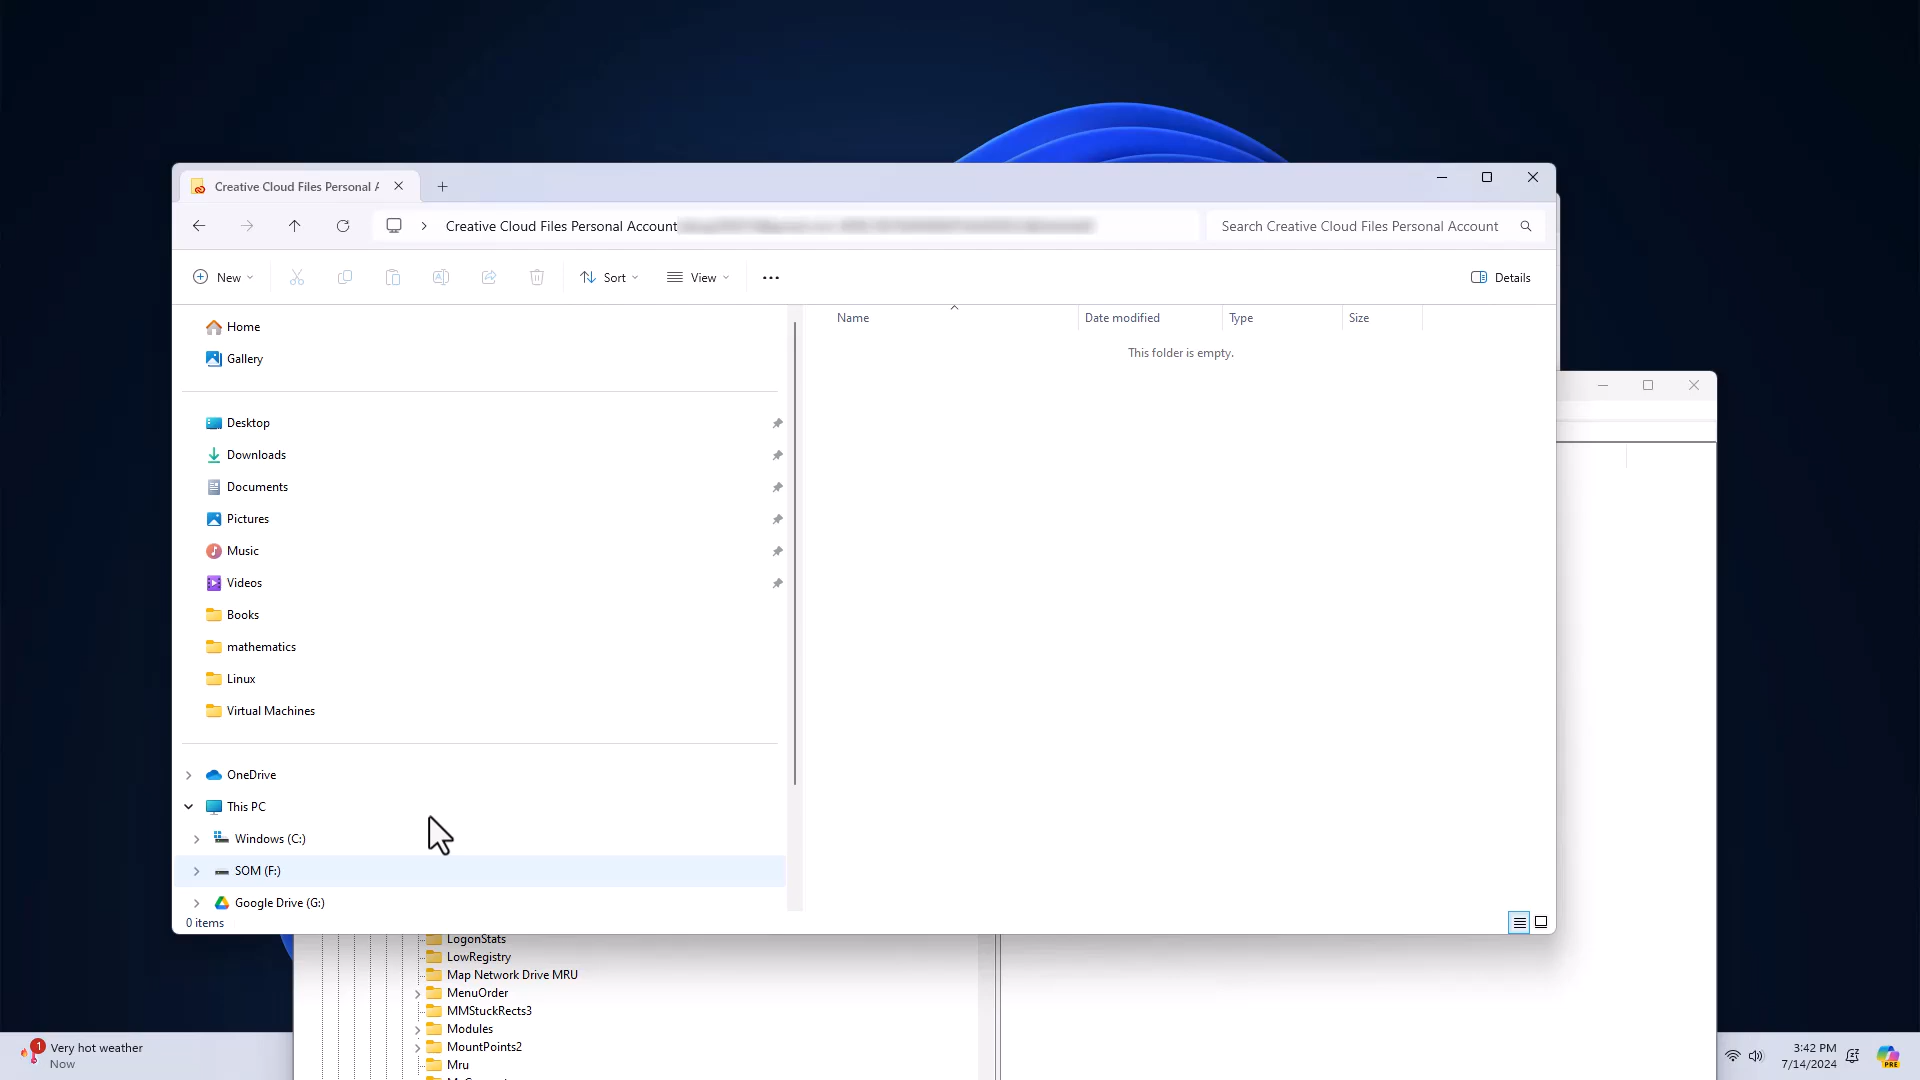 Creative Cloud Files Personal A
Creative Cloud Files Personal Account
Search Creative Cloud Files Personal Account
New
Sort
View
Details
Home
Gallery
Desktop
Downloads
Documents
Pictures
Music
Videos
Books
mathematics
Linux
Virtual Machines
OneDrive
This PC
Windows (C:)
SOM (F:)
Google Drive (G:)
0 items
Name
Date modified
Type
Size
This folder is empty.
LogonStats
LowRegistry
Map Network Drive MRU
MenuOrder
MMStuckRects3
Modules
MountPoints2
Mru
1
Very hot weather
Now
3:42 PM
7/14/2024
PRE